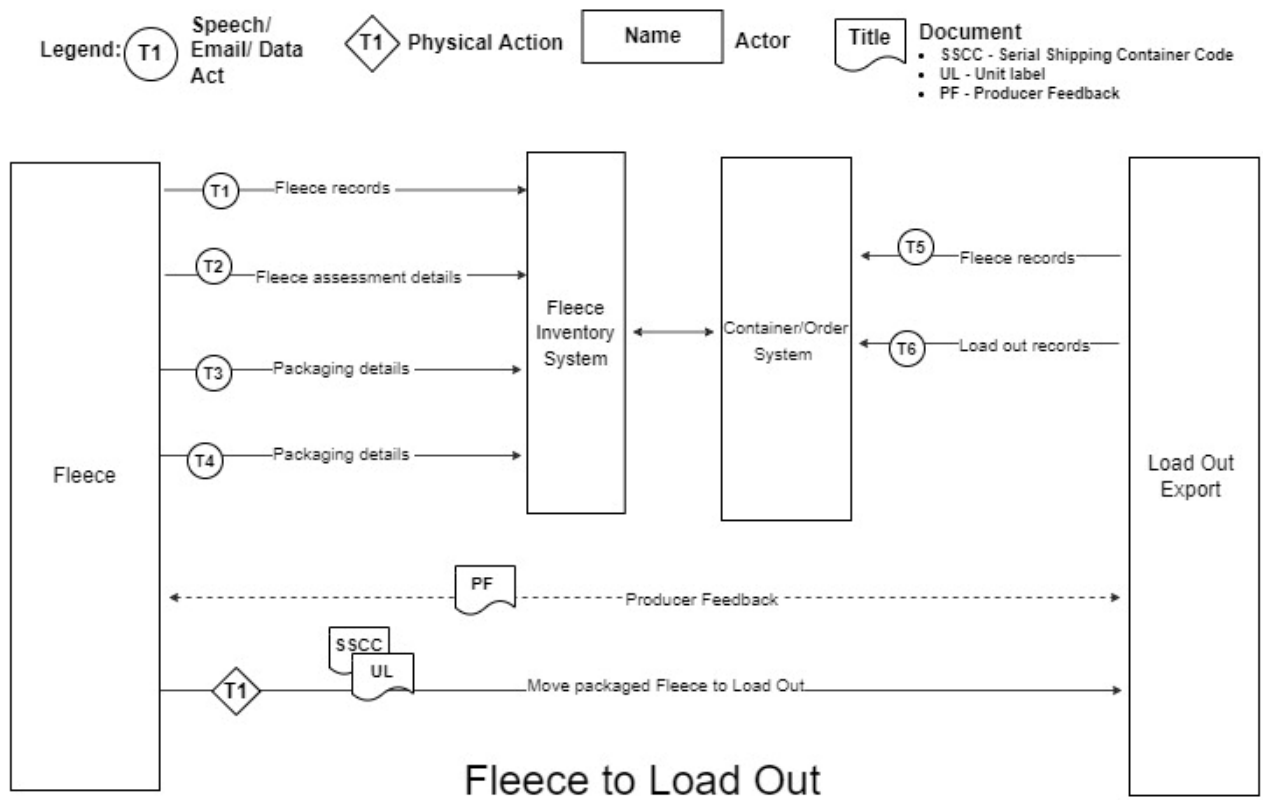 Legend:
T1
Speech/
Email/ Data
Act
T1
Physical Action
Name
Actor
Title
Document
• SSCC - Serial Shipping Container Code
• UL - Unit label
• PF - Producer Feedback
T1
Fleece records
T2
Fleece assessment details
T3
Packaging details
T4
Packaging details
Fleece
Fleece
Inventory
System
Container/Order
System
T5
Fleece records
T6
Load out records
Load Out
Export
PF
Producer Feedback
SSCC
UL
T1
Move packaged Fleece to Load Out
Fleece to Load Out